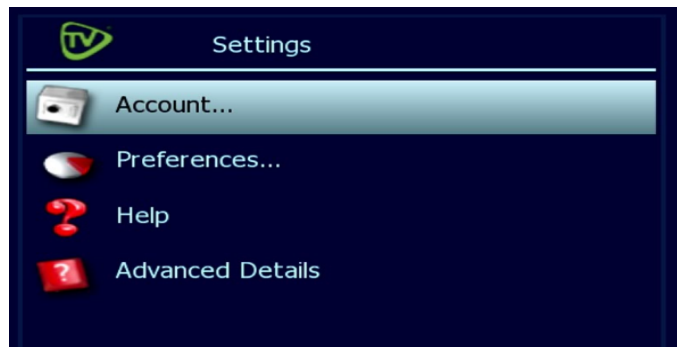 TV
Settings
Account...
Preferences...
Help
?
Advanced Details